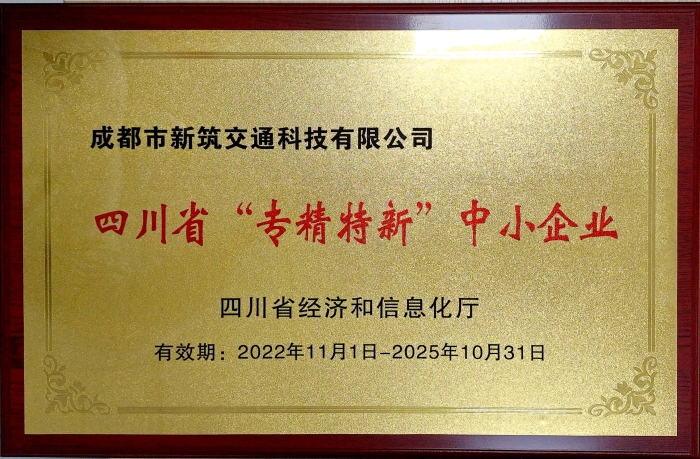 成都市新筑交通科技有限公司
四川省“专精特新”中小企业
四川省经济和信息化厅
有效期：2022年11月1日-2025年10月31日